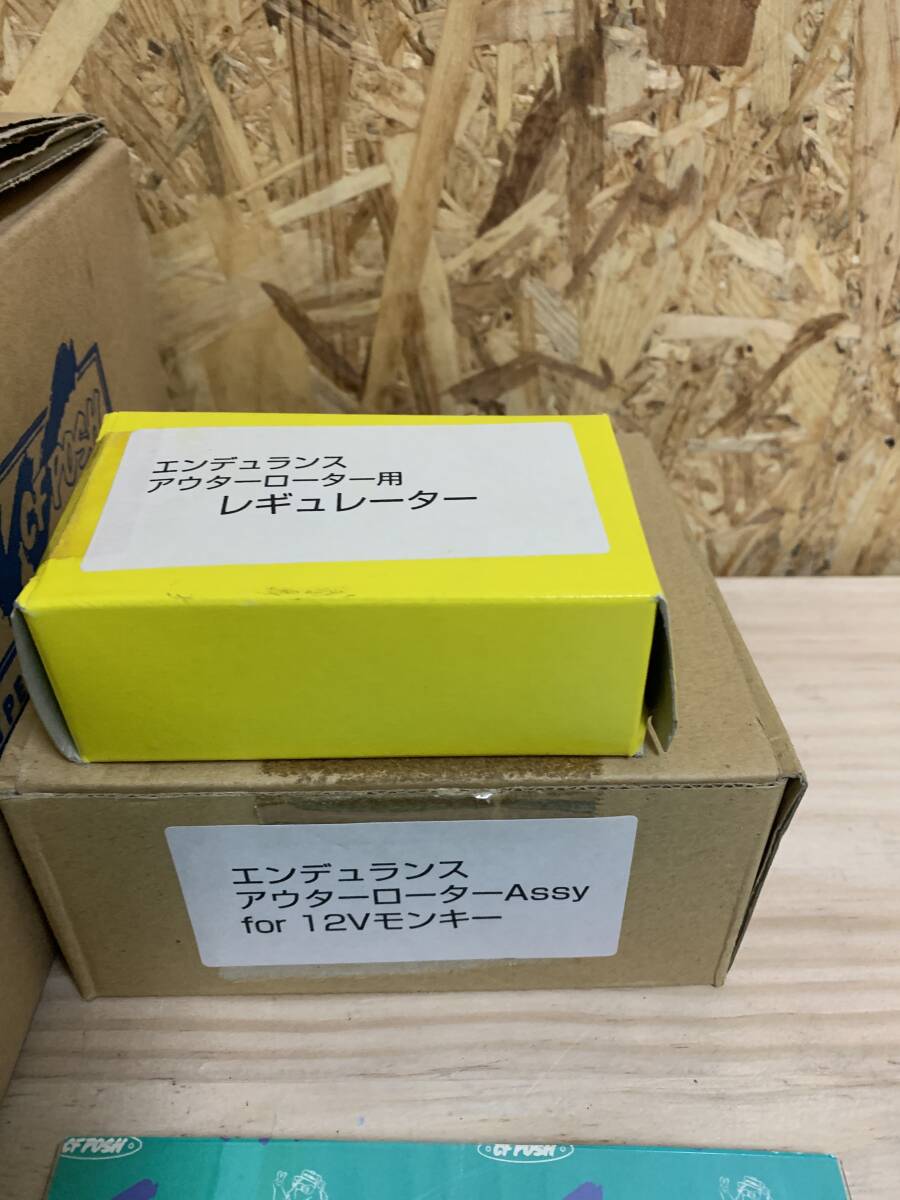 CF POSH
エンデュランス
アウターローター用
レギュレーター
エンデュランス
アウターローターAssy
for 12Vモンキー
CF POSH
CF POSH